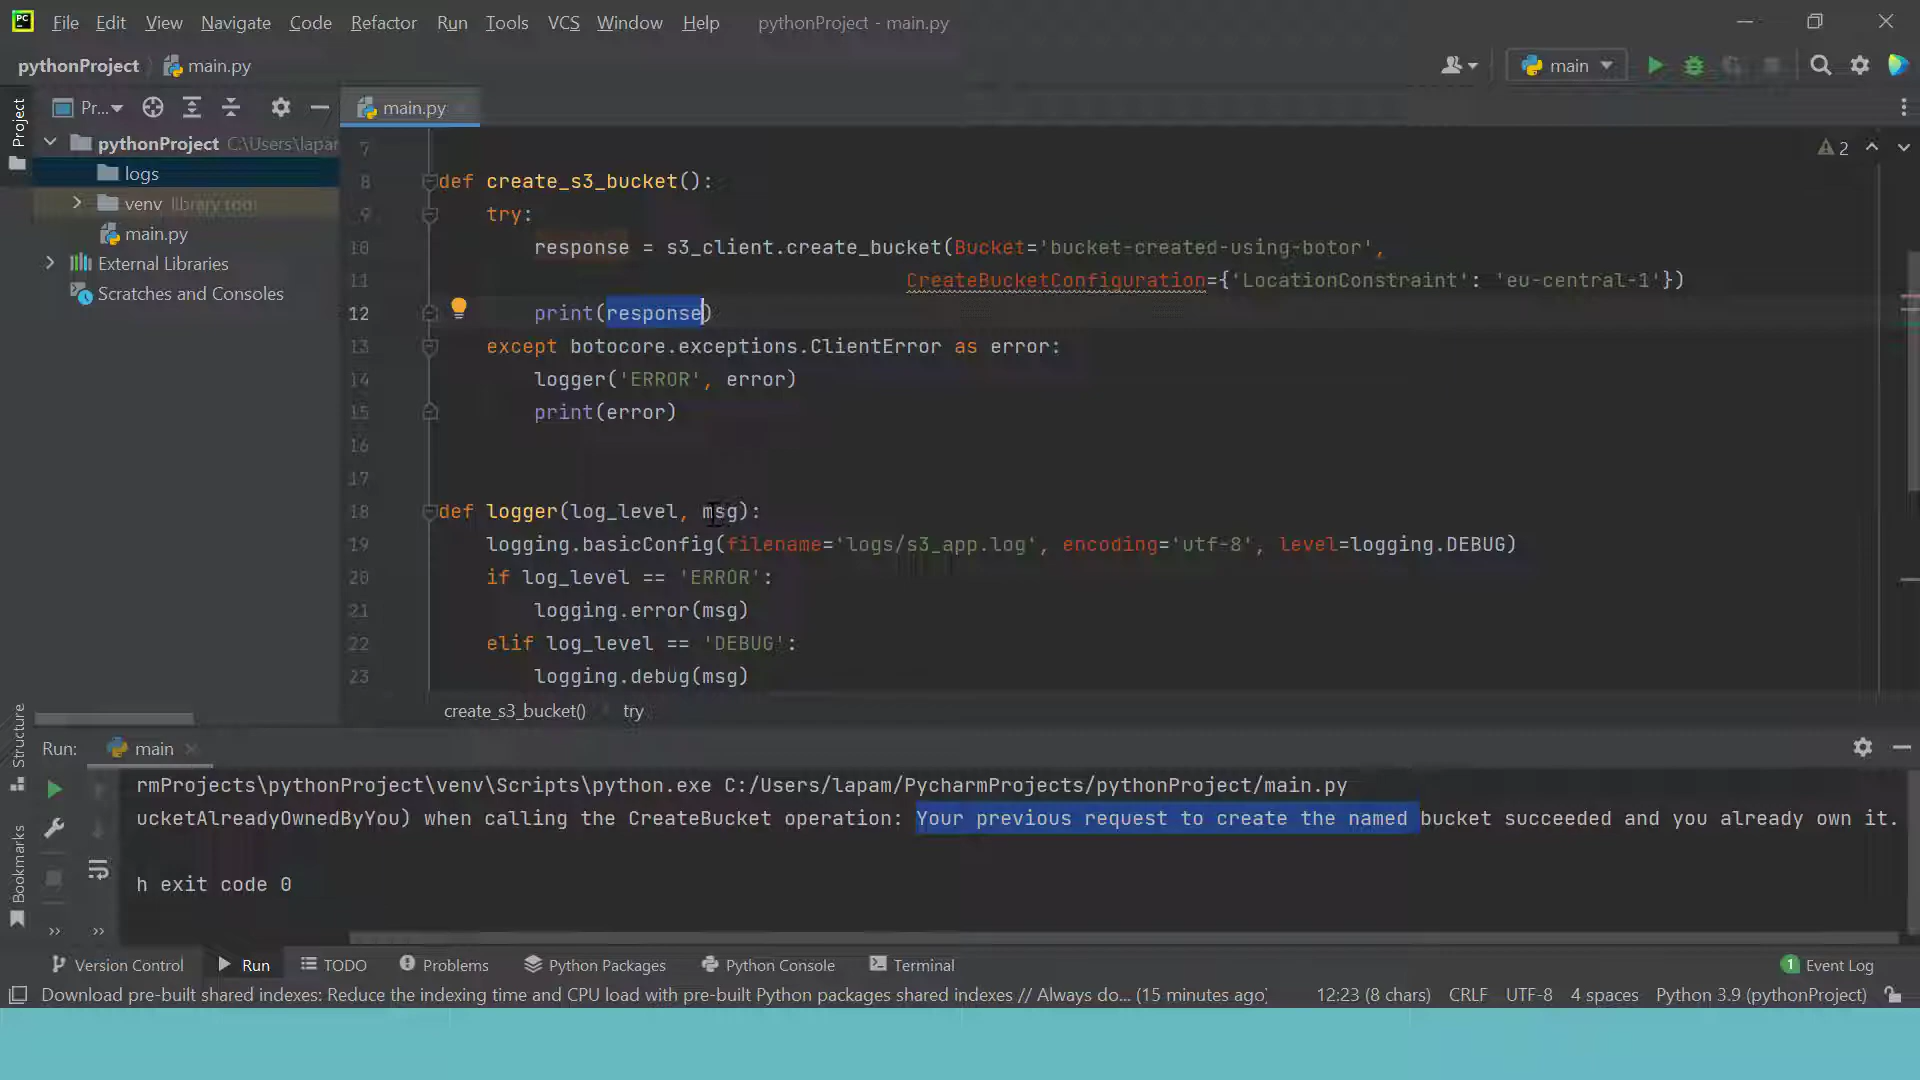 PC File Edit View Navigate Code Refactor Run Tools VCS Window Help pythonProject - main.py
pythonProject main.py main
Project Pr... main.py
pythonProject C:\Users\lapam
logs
venv library root
main.py
External Libraries
Scratches and Consoles
2
7
8 def create_s3_bucket():
9 try:
10 response = s3_client.create_bucket(Bucket='bucket-created-using-botor',
11 CreateBucketConfiguration={'LocationConstraint': 'eu-central-1'})
12 print(response)
13 except botocore.exceptions.ClientError as error:
14 logger('ERROR', error)
15 print(error)
16
17
18 def logger(log_level, msg):
19 logging.basicConfig(filename='logs/s3_app.log', encoding='utf-8', level=logging.DEBUG)
20 if log_level == 'ERROR':
21 logging.error(msg)
22 elif log_level == 'DEBUG':
23 logging.debug(msg)
create_s3_bucket() try
Structure
Bookmarks
Run: main
rmProjects\pythonProject\venv\Scripts\python.exe C:/Users/lapam/PycharmProjects/pythonProject/main.py
ucketAlreadyOwnedByYou) when calling the CreateBucket operation: Your previous request to create the named bucket succeeded and you already own it.
h exit code 0
Version Control Run TODO Problems Python Packages Python Console Terminal 1 Event Log
Download pre-built shared indexes: Reduce the indexing time and CPU load with pre-built Python packages shared indexes // Always do... (15 minutes ago) 12:23 (8 chars) CRLF UTF-8 4 spaces Python 3.9 (pythonProject)